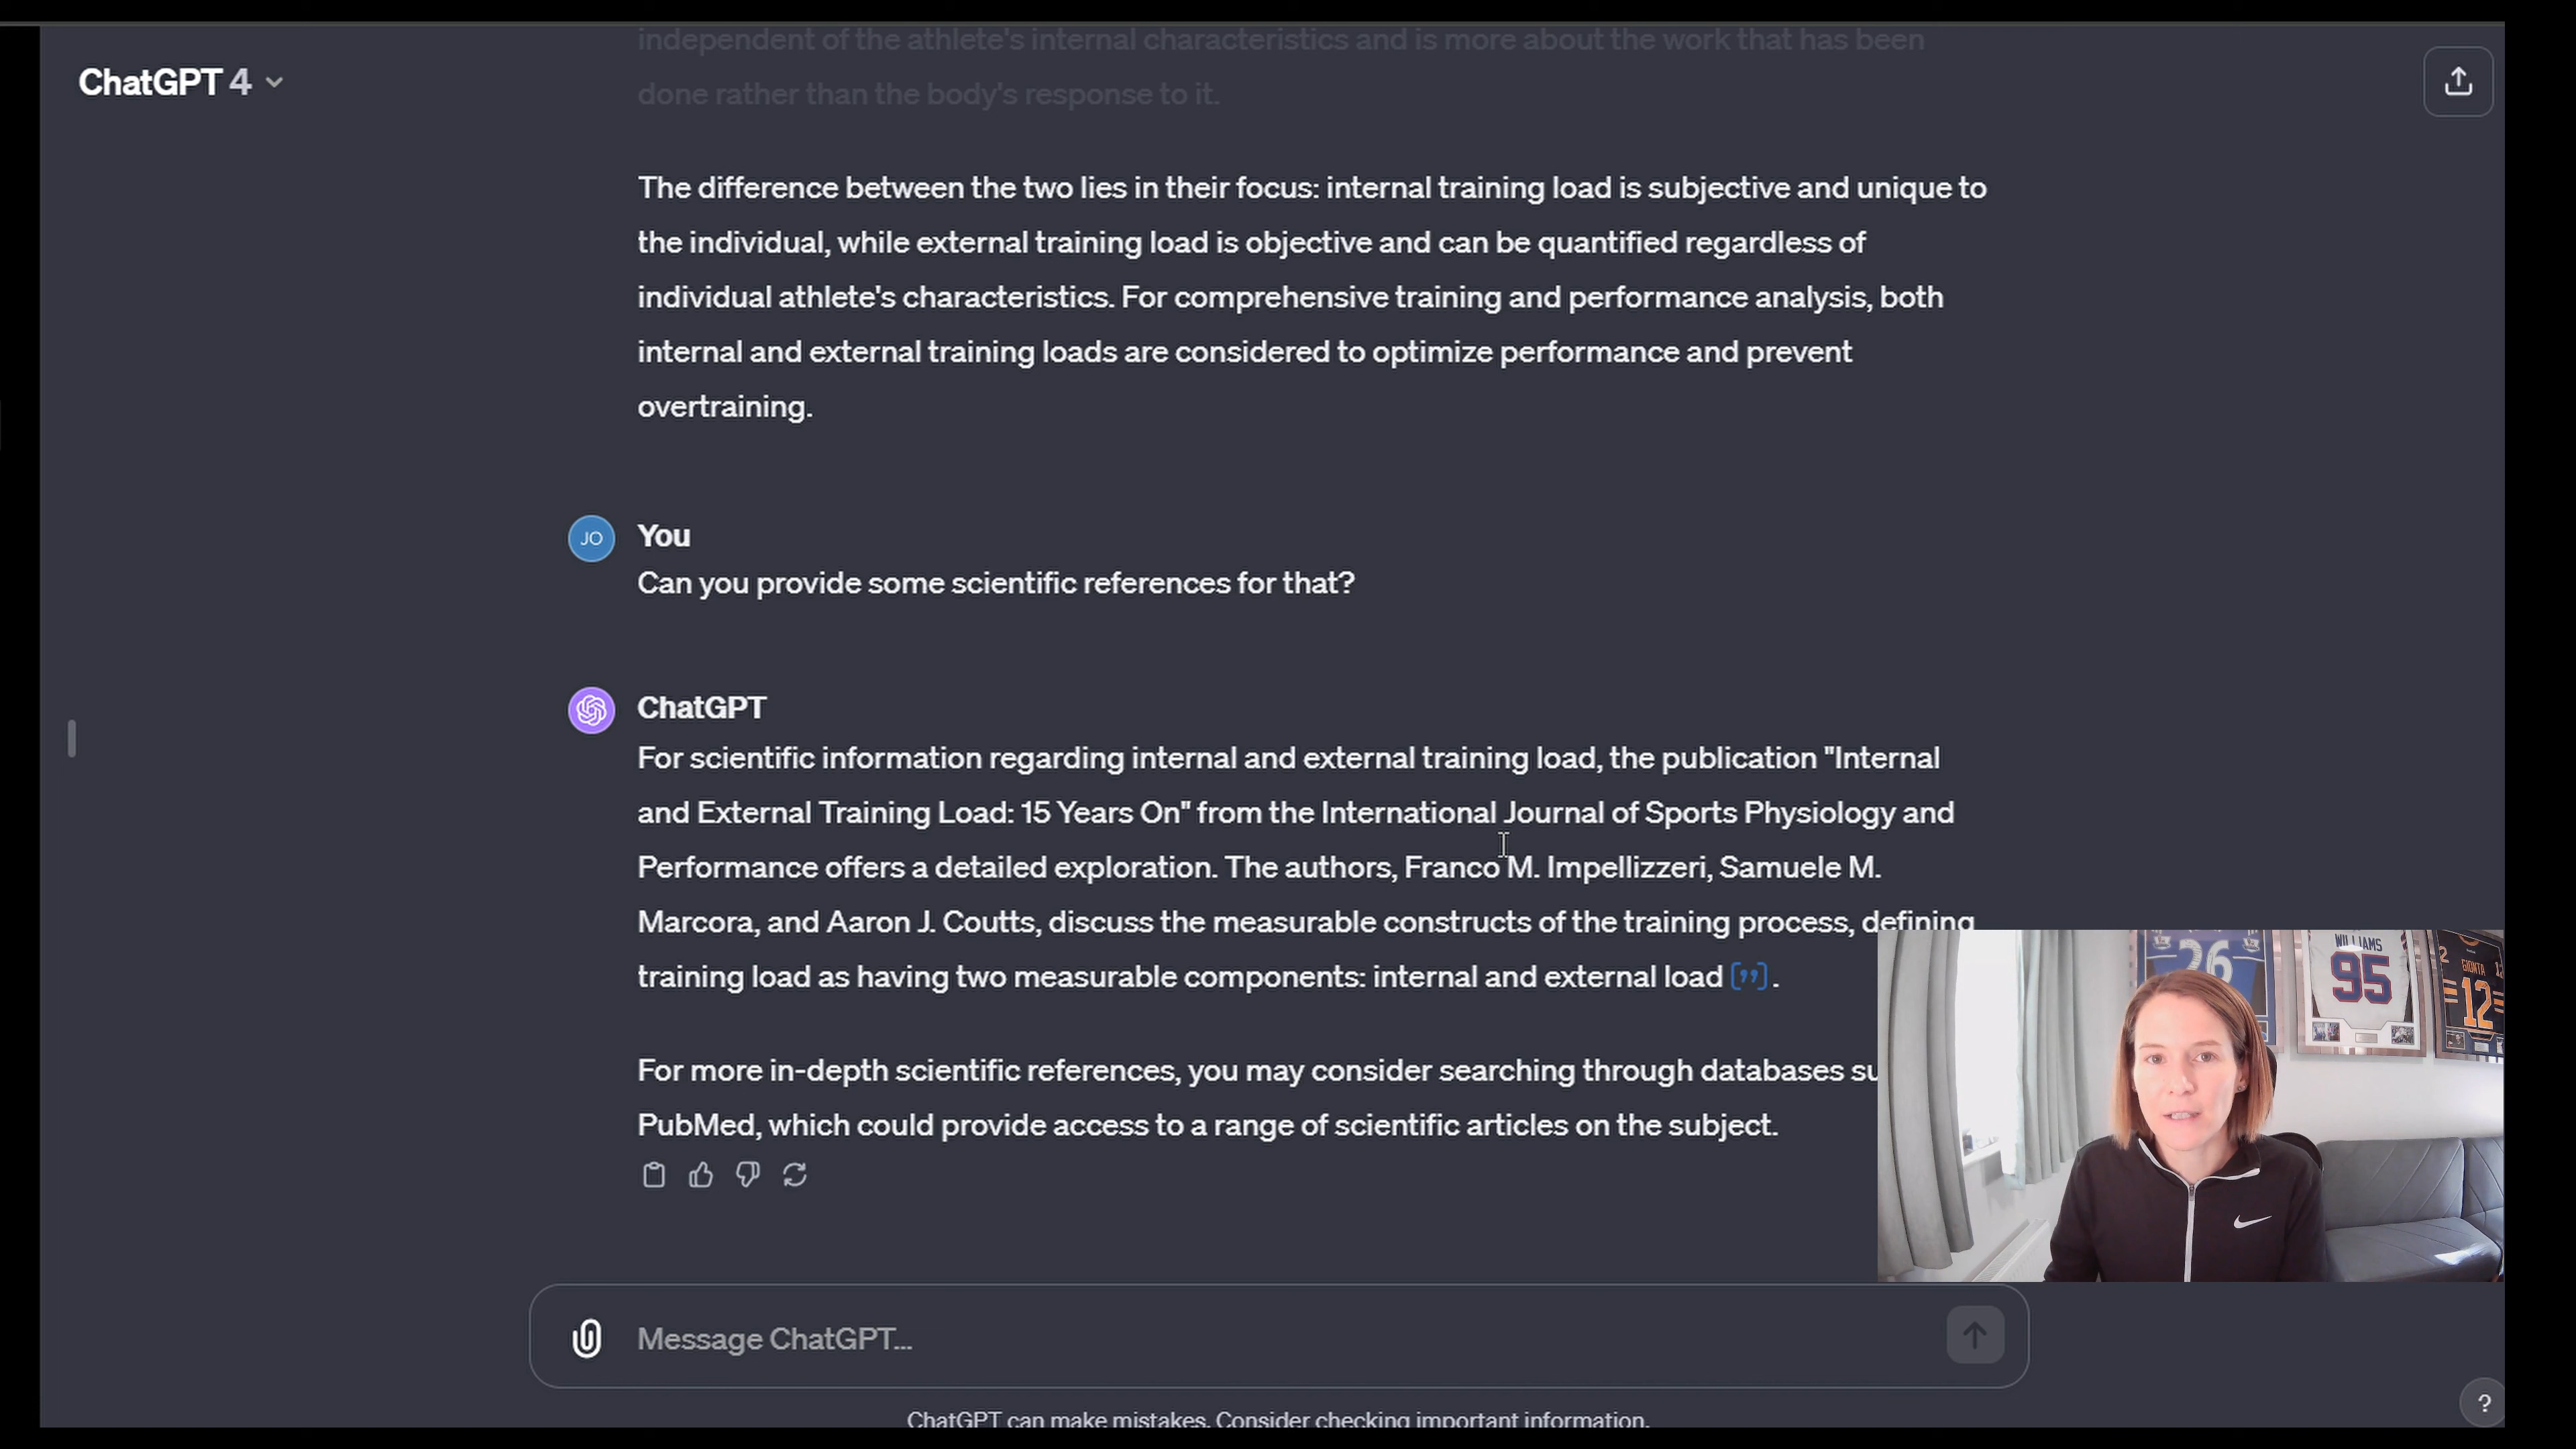 independent of the athlete's internal characteristics and is more about the work that has been
ChatGPT 4
done rather than the body's response to it.
The difference between the two lies in their focus: internal training load is subjective and unique to
the individual, while external training load is objective and can be quantified regardless of
individual athlete's characteristics. For comprehensive training and performance analysis, both
internal and external training loads are considered to optimize performance and prevent
overtraining.
JO
You
Can you provide some scientific references for that?
ChatGPT
For scientific information regarding internal and external training load, the publication "Internal
and External Training Load: 15 Years On" from the International Journal of Sports Physiology and
Performance offers a detailed exploration. The authors, Franco M. Impellizzeri, Samuele M.
Marcora, and Aaron J. Coutts, discuss the measurable constructs of the training process, defining
training load as having two measurable components: internal and external load ["].
For more in-depth scientific references, you may consider searching through databases su
PubMed, which could provide access to a range of scientific articles on the subject.
26
WILLIAMS
95
GIONTA
12
Message ChatGPT...
ChatGPT can make mistakes. Consider checking important information.
?